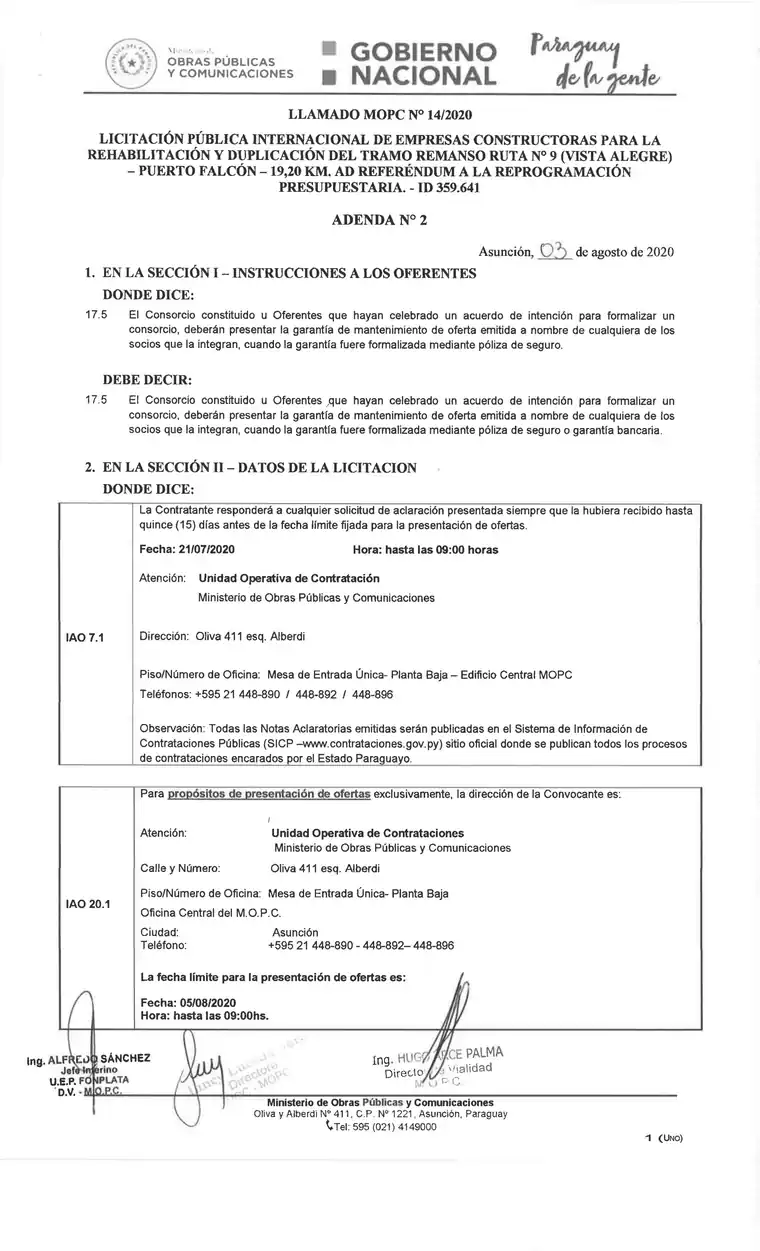 Ministerio de
OBRAS PÚBLICAS
Y COMUNICACIONES
GOBIERNO
NACIONAL
Paraguay
de la gente
LLAMADO MOPC Nº 14/2020
LICITACIÓN PÚBLICA INTERNACIONAL DE EMPRESAS CONSTRUCTORAS PARA LA
REHABILITACIÓN Y DUPLICACIÓN DEL TRAMO REMANSO RUTA Nº 9 (VISTA ALEGRE)
– PUERTO FALCÓN – 19,20 KM. AD REFERÉNDUM A LA REPROGRAMACIÓN
PRESUPUESTARIA. - ID 359.641
ADENDA Nº 2
Asunción, 03 de agosto de 2020
1. EN LA SECCIÓN I – INSTRUCCIONES A LOS OFERENTES
DONDE DICE:
17.5 El Consorcio constituido u Oferentes que hayan celebrado un acuerdo de intención para formalizar un
consorcio, deberán presentar la garantía de mantenimiento de oferta emitida a nombre de cualquiera de los
socios que la integran, cuando la garantía fuere formalizada mediante póliza de seguro.
DEBE DECIR:
17.5 El Consorcio constituido u Oferentes que hayan celebrado un acuerdo de intención para formalizar un
consorcio, deberán presentar la garantía de mantenimiento de oferta emitida a nombre de cualquiera de los
socios que la integran, cuando la garantía fuere formalizada mediante póliza de seguro o garantía bancaria.
2. EN LA SECCIÓN II – DATOS DE LA LICITACION
DONDE DICE:
La Contratante responderá a cualquier solicitud de aclaración presentada siempre que la hubiera recibido hasta
quince (15) días antes de la fecha límite fijada para la presentación de ofertas.
Fecha: 21/07/2020 Hora: hasta las 09:00 horas
Atención: Unidad Operativa de Contratación
Ministerio de Obras Públicas y Comunicaciones
IAO 7.1 Dirección: Oliva 411 esq. Alberdi
Piso/Número de Oficina: Mesa de Entrada Única- Planta Baja – Edificio Central MOPC
Teléfonos: +595 21 448-890 / 448-892 / 448-896
Observación: Todas las Notas Aclaratorias emitidas serán publicadas en el Sistema de Información de
Contrataciones Públicas (SICP –www.contrataciones.gov.py) sitio oficial donde se publican todos los procesos
de contrataciones encarados por el Estado Paraguayo.
Para propósitos de presentación de ofertas exclusivamente, la dirección de la Convocante es:
Atención: Unidad Operativa de Contrataciones
Ministerio de Obras Públicas y Comunicaciones
Calle y Número: Oliva 411 esq. Alberdi
Piso/Número de Oficina: Mesa de Entrada Única- Planta Baja
IAO 20.1
Oficina Central del M.O.P.C.
Ciudad: Asunción
Teléfono: +595 21 448-890 - 448-892– 448-896
La fecha límite para la presentación de ofertas es:
Fecha: 05/08/2020
Hora: hasta las 09:00hs.
Ing. ALFREDO SÁNCHEZ
Jefe Interino
U.E.P. FONPLATA
D.V. - M.O.P.C.
Directora
MOPC
Ing. HUGO ARCE PALMA
Director de Vialidad
M O P C
Ministerio de Obras Públicas y Comunicaciones
Oliva y Alberdi Nº 411, C.P. Nº 1221, Asunción, Paraguay
Tel: 595 (021) 4149000
1 (UNO)